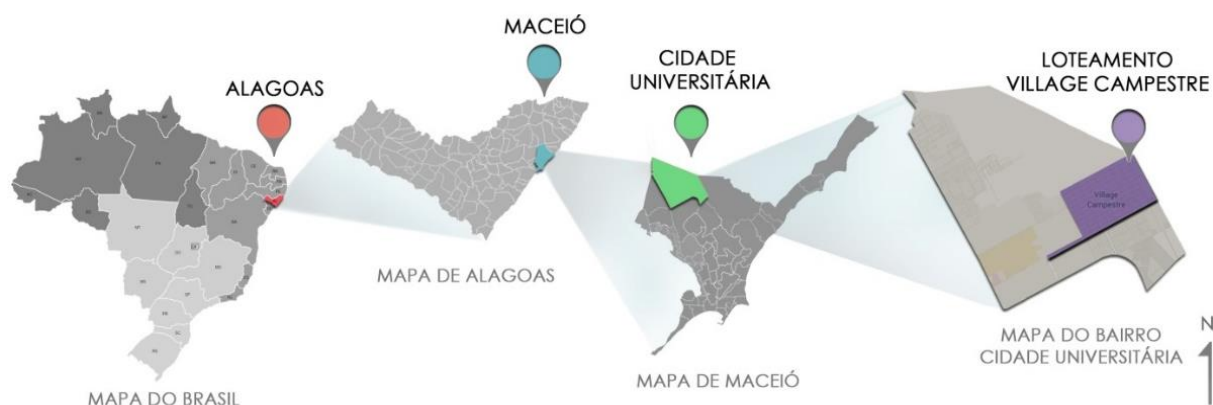 MACEIÓ
ALAGOAS
CIDADE
UNIVERSITÁRIA
LOTEAMENTO
VILLAGE CAMPESTRE
Village
Campestre
MAPA DE ALAGOAS
MAPA DO BRASIL
MAPA DE MACEIÓ
MAPA DO BAIRRO
CIDADE UNIVERSITÁRIA
N